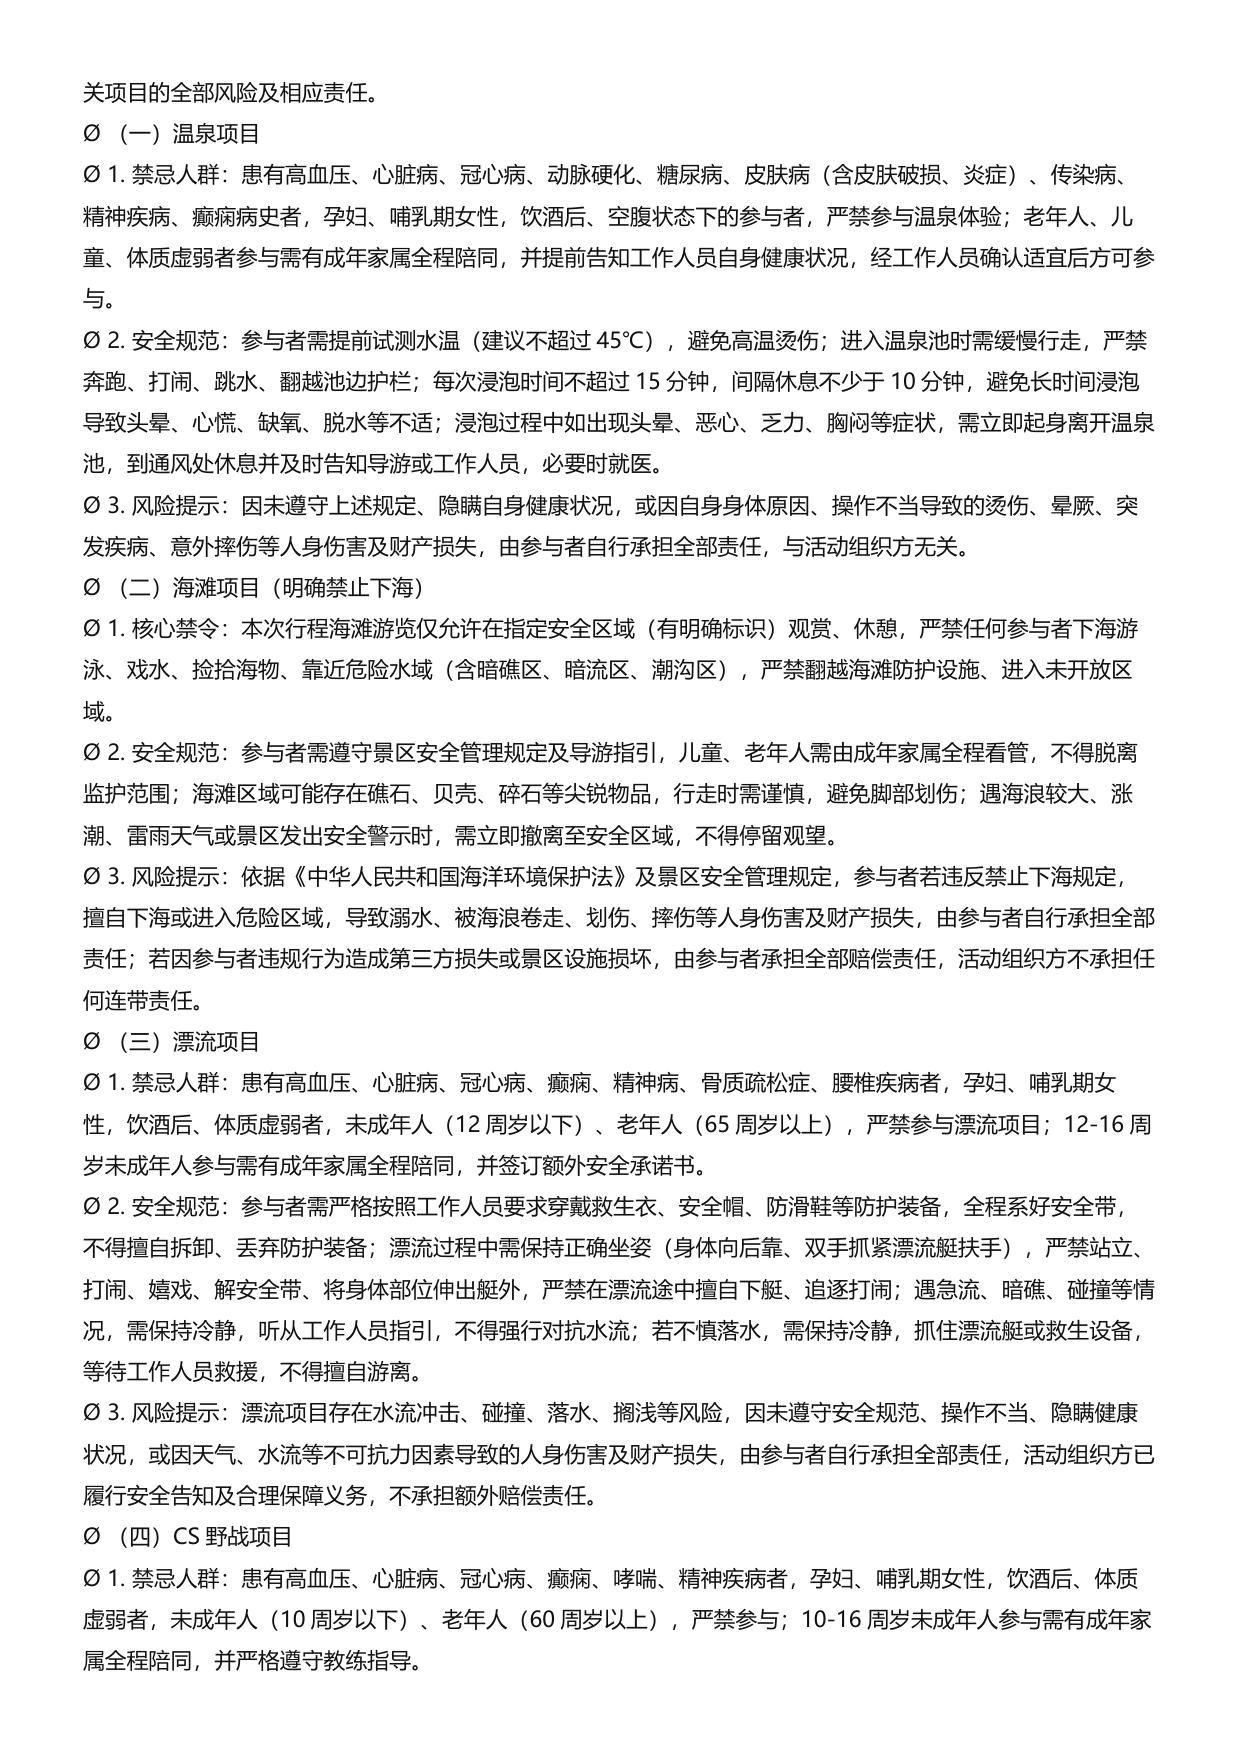 关项目的全部风险及相应责任。
Ø （一）温泉项目
Ø 1. 禁忌人群：患有高血压、心脏病、冠心病、动脉硬化、糖尿病、皮肤病（含皮肤破损、炎症）、传染病、
精神疾病、癫痫病史者，孕妇、哺乳期女性，饮酒后、空腹状态下的参与者，严禁参与温泉体验；老年人、儿
童、体质虚弱者参与需有成年家属全程陪同，并提前告知工作人员自身健康状况，经工作人员确认适宜后方可参
与。
Ø 2. 安全规范：参与者需提前试测水温（建议不超过 45℃），避免高温烫伤；进入温泉池时需缓慢行走，严禁
奔跑、打闹、跳水、翻越池边护栏；每次浸泡时间不超过 15 分钟，间隔休息不少于 10 分钟，避免长时间浸泡
导致头晕、心慌、缺氧、脱水等不适；浸泡过程中如出现头晕、恶心、乏力、胸闷等症状，需立即起身离开温泉
池，到通风处休息并及时告知导游或工作人员，必要时就医。
Ø 3. 风险提示：因未遵守上述规定、隐瞒自身健康状况，或因自身身体原因、操作不当导致的烫伤、晕厥、突
发疾病、意外摔伤等人身伤害及财产损失，由参与者自行承担全部责任，与活动组织方无关。
Ø （二）海滩项目（明确禁止下海）
Ø 1. 核心禁令：本次行程海滩游览仅允许在指定安全区域（有明确标识）观赏、休憩，严禁任何参与者下海游
泳、戏水、捡拾海物、靠近危险水域（含暗礁区、暗流区、潮沟区），严禁翻越海滩防护设施、进入未开放区
域。
Ø 2. 安全规范：参与者需遵守景区安全管理规定及导游指引，儿童、老年人需由成年家属全程看管，不得脱离
监护范围；海滩区域可能存在礁石、贝壳、碎石等尖锐物品，行走时需谨慎，避免脚部划伤；遇海浪较大、涨
潮、雷雨天气或景区发出安全警示时，需立即撤离至安全区域，不得停留观望。
Ø 3. 风险提示：依据《中华人民共和国海洋环境保护法》及景区安全管理规定，参与者若违反禁止下海规定，
擅自下海或进入危险区域，导致溺水、被海浪卷走、划伤、摔伤等人身伤害及财产损失，由参与者自行承担全部
责任；若因参与者违规行为造成第三方损失或景区设施损坏，由参与者承担全部赔偿责任，活动组织方不承担任
何连带责任。
Ø （三）漂流项目
Ø 1. 禁忌人群：患有高血压、心脏病、冠心病、癫痫、精神病、骨质疏松症、腰椎疾病者，孕妇、哺乳期女
性，饮酒后、体质虚弱者，未成年人（12 周岁以下）、老年人（65 周岁以上），严禁参与漂流项目；12-16 周
岁未成年人参与需有成年家属全程陪同，并签订额外安全承诺书。
Ø 2. 安全规范：参与者需严格按照工作人员要求穿戴救生衣、安全帽、防滑鞋等防护装备，全程系好安全带，
不得擅自拆卸、丢弃防护装备；漂流过程中需保持正确坐姿（身体向后靠、双手抓紧漂流艇扶手），严禁站立、
打闹、嬉戏、解安全带、将身体部位伸出艇外，严禁在漂流途中擅自下艇、追逐打闹；遇急流、暗礁、碰撞等情
况，需保持冷静，听从工作人员指引，不得强行对抗水流；若不慎落水，需保持冷静，抓住漂流艇或救生设备，
等待工作人员救援，不得擅自游离。
Ø 3. 风险提示：漂流项目存在水流冲击、碰撞、落水、搁浅等风险，因未遵守安全规范、操作不当、隐瞒健康
状况，或因天气、水流等不可抗力因素导致的人身伤害及财产损失，由参与者自行承担全部责任，活动组织方已
履行安全告知及合理保障义务，不承担额外赔偿责任。
Ø （四）CS 野战项目
Ø 1. 禁忌人群：患有高血压、心脏病、冠心病、癫痫、哮喘、精神疾病者，孕妇、哺乳期女性，饮酒后、体质
虚弱者，未成年人（10 周岁以下）、老年人（60 周岁以上），严禁参与；10-16 周岁未成年人参与需有成年家
属全程陪同，并严格遵守教练指导。